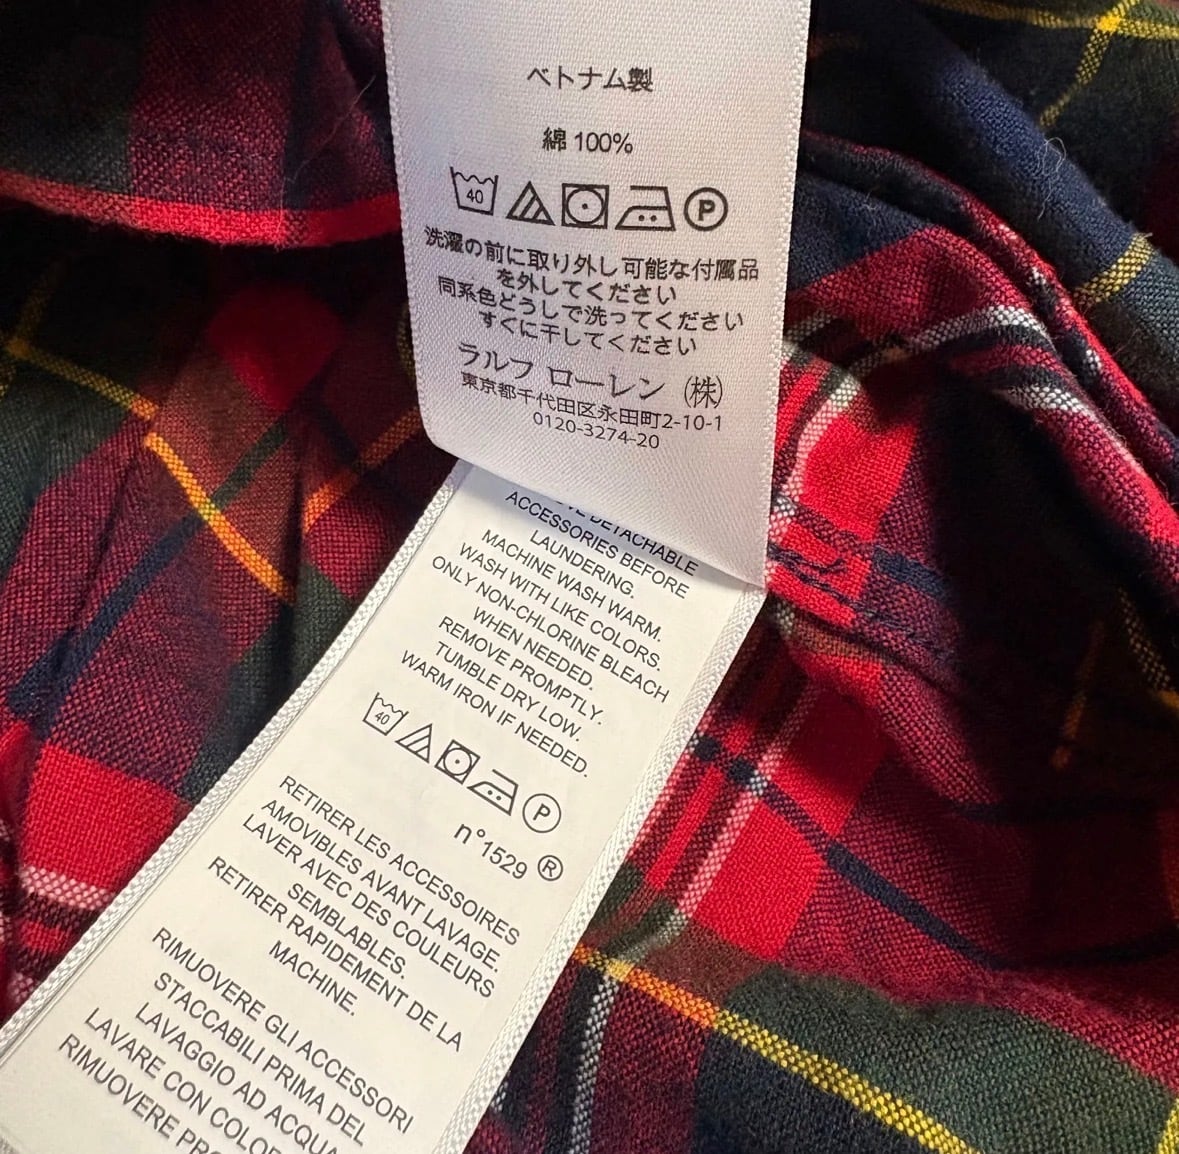 ベトナム製
綿 100%
40
P
洗濯の前に取り外し可能な付属品
を外してください
同系色どうしで洗ってください
すぐに干してください
ラルフ ローレン (株)
東京都千代田区永田町2-10-1
0120-3274-20
DETACHABLE
ACCESSORIES BEFORE
LAUNDERING.
MACHINE WASH WARM.
WASH WITH LIKE COLORS.
ONLY NON-CHLORINE BLEACH
WHEN NEEDED.
REMOVE PROMPTLY.
TUMBLE DRY LOW.
WARM IRON IF NEEDED.
40
P
n°1529 ®
RETIRER LES ACCESSOIRES
AMOVIBLES AVANT LAVAGE.
LAVER AVEC DES COULEURS
SEMBLABLES.
RETIRER RAPIDEMENT DE LA
MACHINE.
RIMUOVERE GLI ACCESSORI
STACCABILI PRIMA DEL
LAVAGGIO AD ACQUA
LAVARE CON
RIMUOVERE